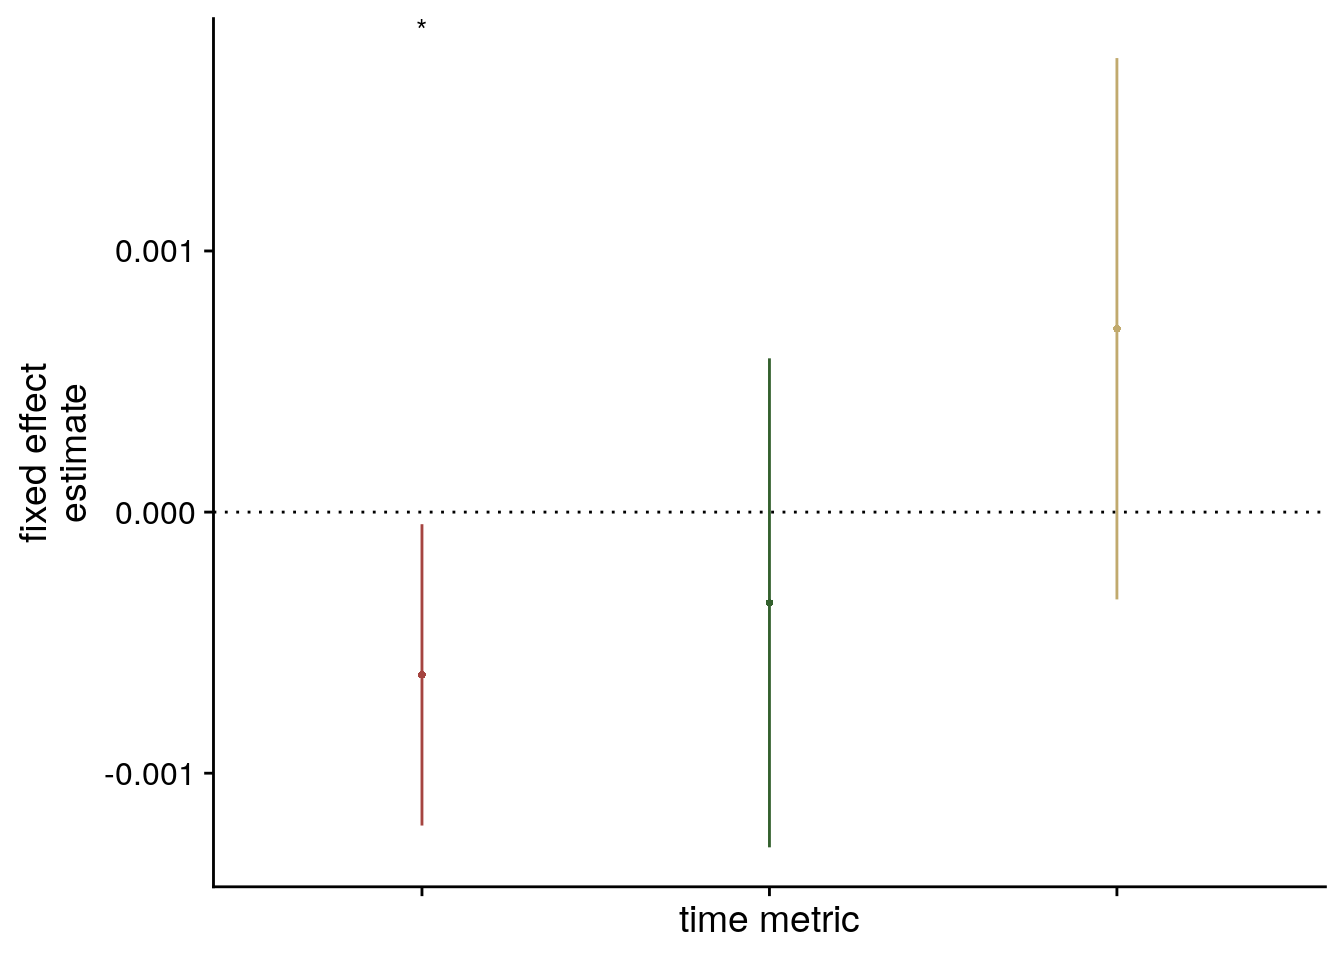 *
0.001
0.000
-0.001
fixed effect
estimate
time metric